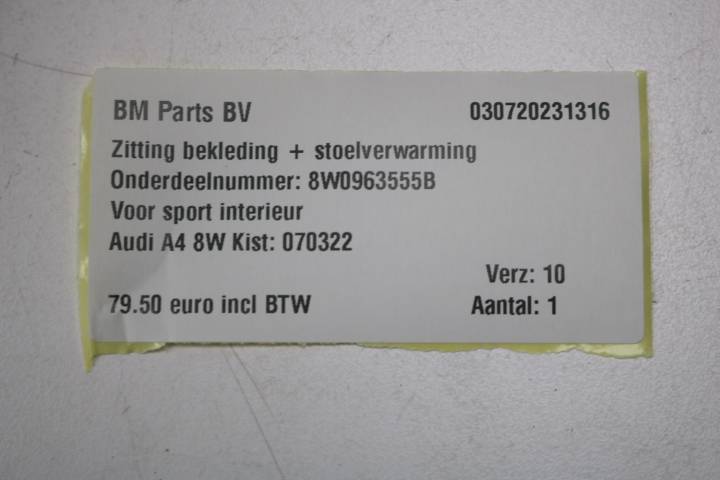 BM Parts BV 030720231316
Zitting bekleding + stoelverwarming
Onderdeelnummer: 8W0963555B
Voor sport interieur
Audi A4 8W Kist: 070322
Verz: 10
79.50 euro incl BTW Aantal: 1